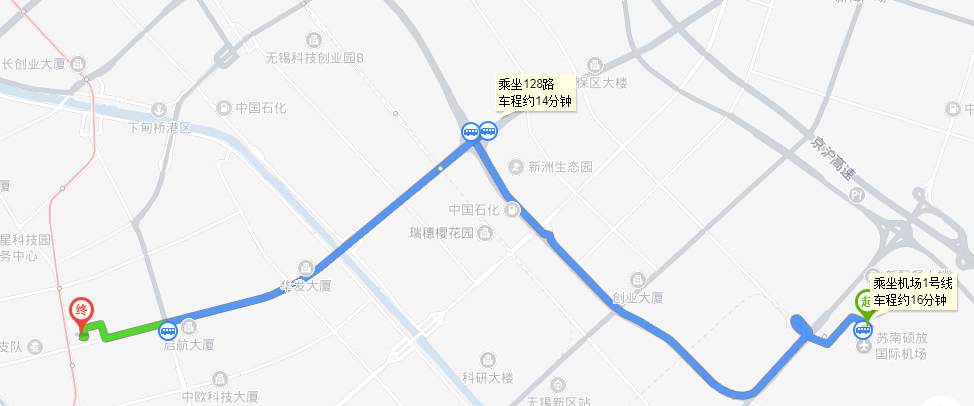 无锡科技创业园B
长创业大厦
乘坐128路
车程约14分钟
保区大楼
中国石化
下甸桥港区
京沪高速
新洲生态园
中国石化
瑞穗樱花园
星科技园
务中心
华发大厦
创业大厦
乘坐机场1号线
车程约16分钟
终
起
启航大厦
支队
苏南硕放
国际机场
科研大楼
中欧科技大厦
无锡新区站